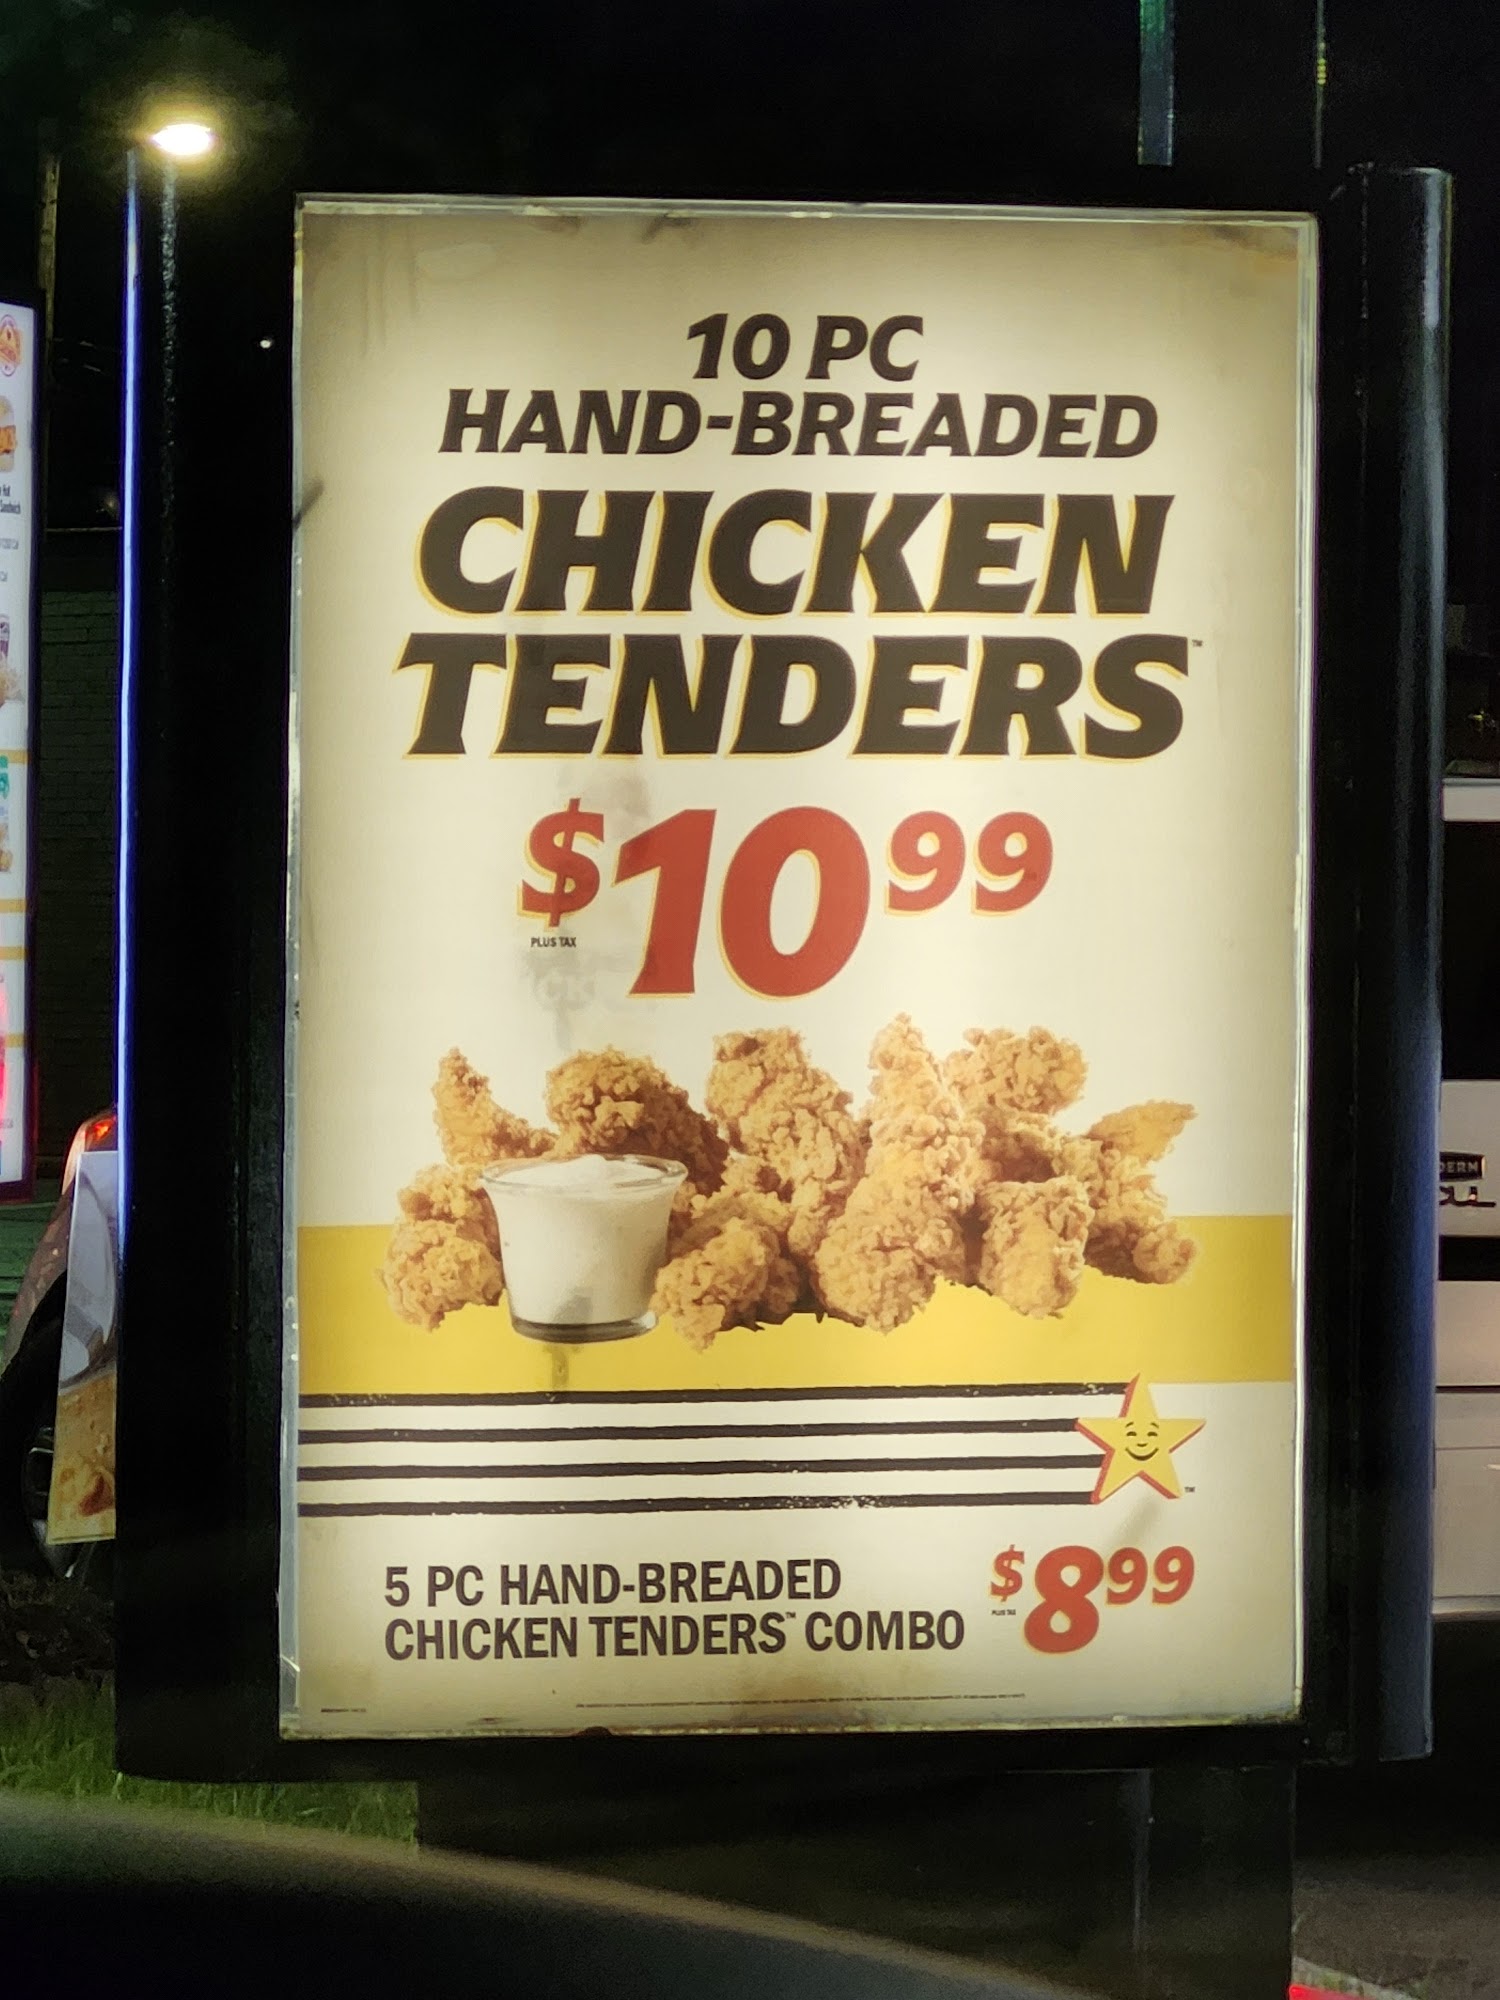 10 PC
HAND-BREADED
CHICKEN
TENDERS™
$10.99
PLUS TAX
5 PC HAND-BREADED
CHICKEN TENDERS™ COMBO
$8.99
PLUS TAX
TM